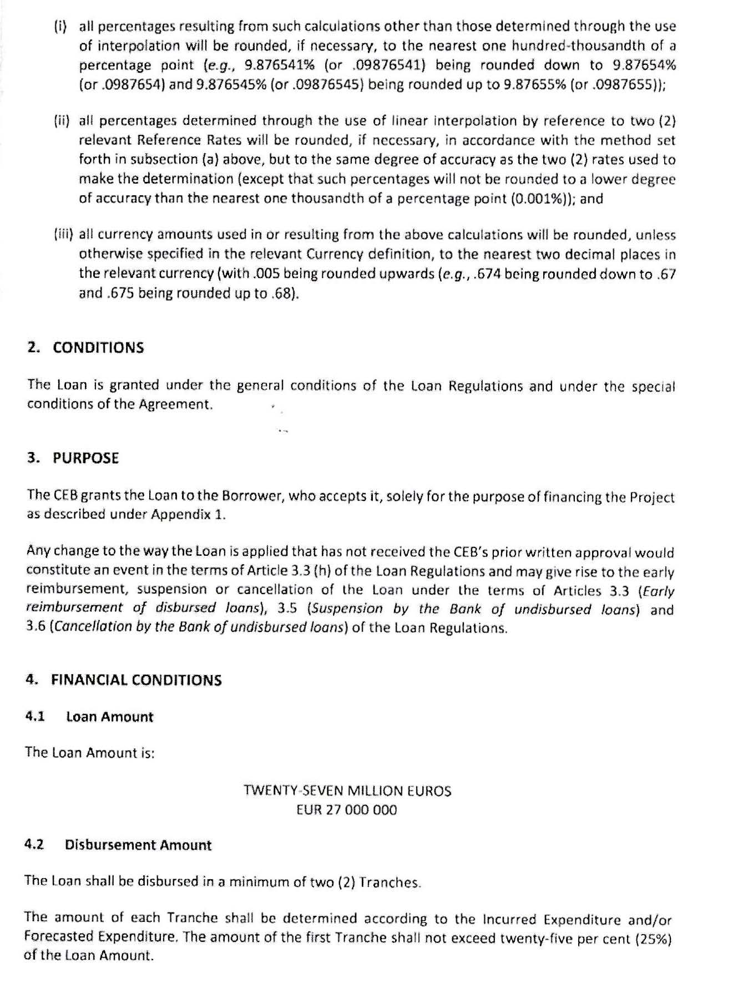 (i) all percentages resulting from such calculations other than those determined through the use
of interpolation will be rounded, if necessary, to the nearest one hundred-thousandth of a
percentage point (e.g., 9.876541% (or .09876541) being rounded down to 9.87654%
(or .0987654) and 9.876545% (or .09876545) being rounded up to 9.87655% (or .0987655));
(ii) all percentages determined through the use of linear interpolation by reference to two (2)
relevant Reference Rates will be rounded, if necessary, in accordance with the method set
forth in subsection (a) above, but to the same degree of accuracy as the two (2) rates used to
make the determination (except that such percentages will not be rounded to a lower degree
of accuracy than the nearest one thousandth of a percentage point (0.001%)); and
(iii) all currency amounts used in or resulting from the above calculations will be rounded, unless
otherwise specified in the relevant Currency definition, to the nearest two decimal places in
the relevant currency (with .005 being rounded upwards (e.g., .674 being rounded down to .67
and .675 being rounded up to .68).
2. CONDITIONS
The Loan is granted under the general conditions of the Loan Regulations and under the special
conditions of the Agreement.
3. PURPOSE
The CEB grants the Loan to the Borrower, who accepts it, solely for the purpose of financing the Project
as described under Appendix 1.
Any change to the way the Loan is applied that has not received the CEB's prior written approval would
constitute an event in the terms of Article 3.3 (h) of the Loan Regulations and may give rise to the early
reimbursement, suspension or cancellation of the Loan under the terms of Articles 3.3 (Early
reimbursement of disbursed loans), 3.5 (Suspension by the Bank of undisbursed loans) and
3.6 (Cancellation by the Bank of undisbursed loans) of the Loan Regulations.
4. FINANCIAL CONDITIONS
4.1 Loan Amount
The Loan Amount is:
TWENTY-SEVEN MILLION EUROS
EUR 27 000 000
4.2 Disbursement Amount
The Loan shall be disbursed in a minimum of two (2) Tranches.
The amount of each Tranche shall be determined according to the Incurred Expenditure and/or
Forecasted Expenditure. The amount of the first Tranche shall not exceed twenty-five per cent (25%)
of the Loan Amount.